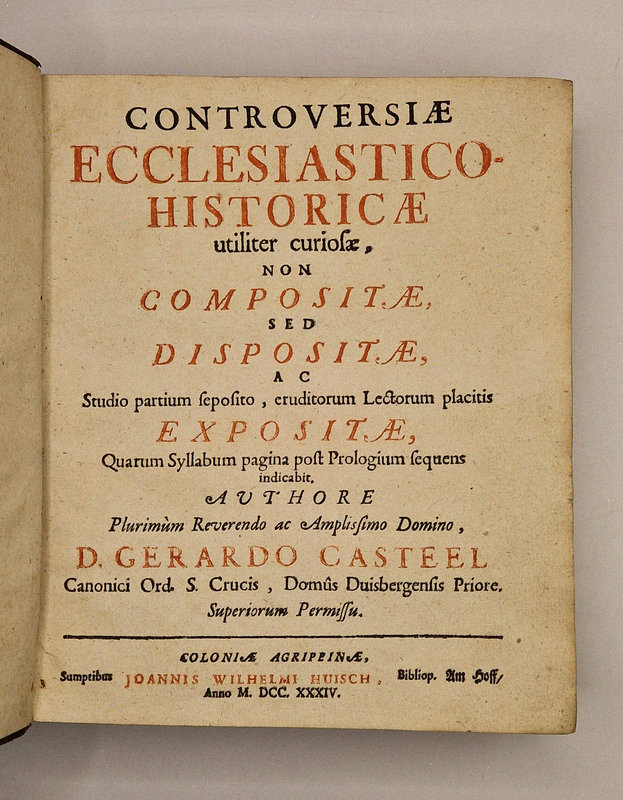 CONTROVERSIÆ
ECCLESIASTICO-
HISTORICÆ
utiliter curioſæ,
NON
COMPOSITÆ,
SED
DISPOSITÆ,
AC
Studio partium ſepoſito, eruditorum Lectorum placitis
EXPOSITÆ,
Quarum Syllabum pagina poſt Prologium ſequens
indicabit.
AUTHORE
Plurimùm Reverendo ac Ampliſſimo Domino,
D. GERARDO CASTEEL
Canonici Ord. S. Crucis, Domûs Duisbergenſis Priore.
Superiorum Permiſſu.
COLONIÆ AGRIPPINÆ,
Sumptibus JOANNIS WILHELMI HUISCH, Bibliop. Am Hoff/
Anno M. DCC. XXXIV.